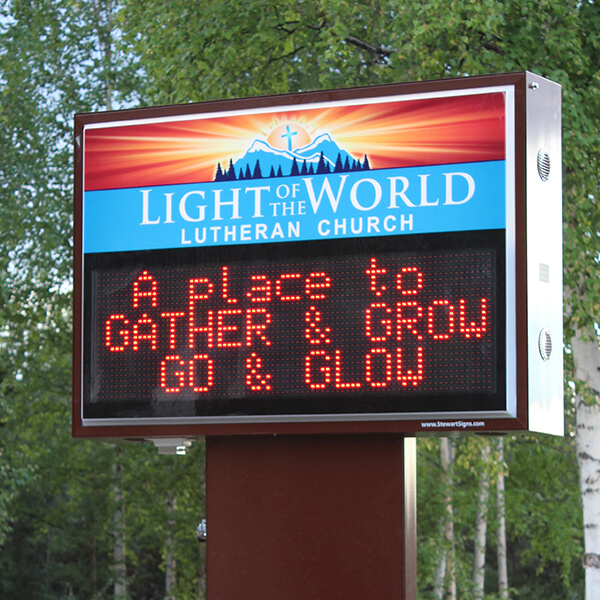 LIGHT OF THE WORLD
LUTHERAN CHURCH
A place to
GATHER & GROW
GO & GLOW
www.StewartSigns.com